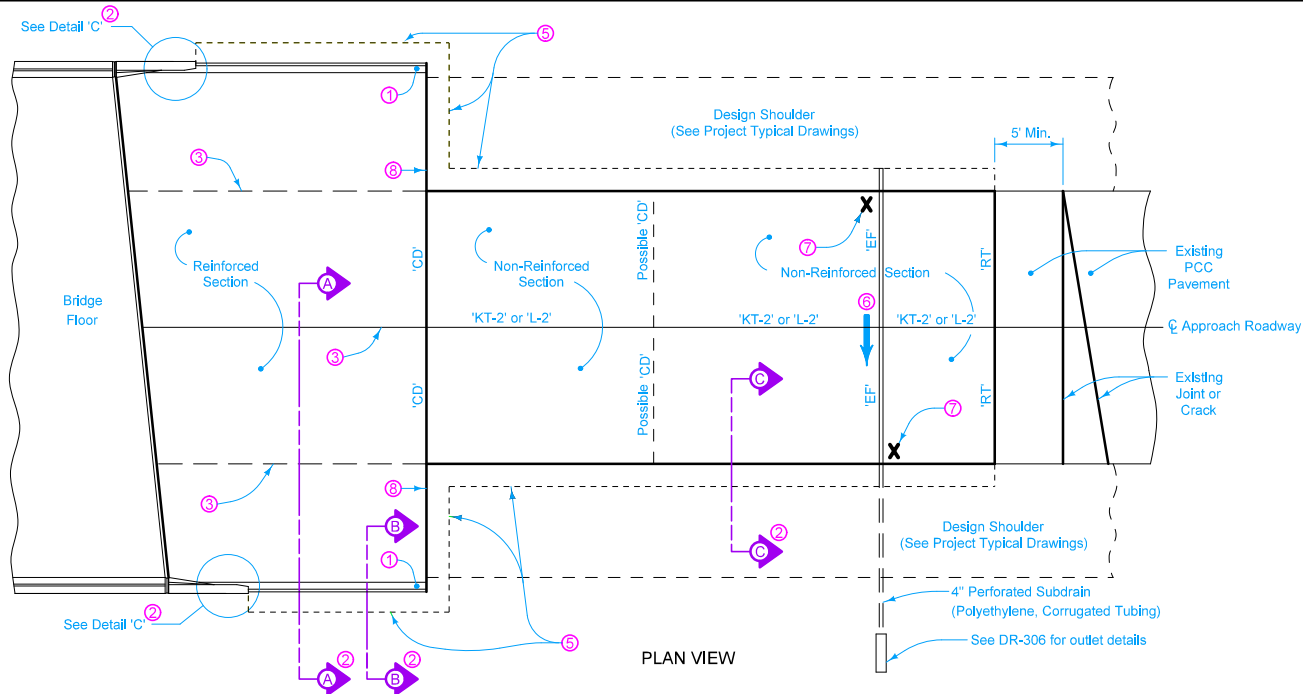 See Detail 'C' 2
5
1
Design Shoulder
(See Project Typical Drawings)
5' Min.
3
8
'CD'
Possible 'CD'
'EF'
'RT'
7
Reinforced
Section
A
Non-Reinforced
Section
Non-Reinforced Section
Existing
PCC
Pavement
Bridge
Floor
6
'KT-2' or 'L-2'
'KT-2' or 'L-2'
'KT-2' or 'L-2'
℄ Approach Roadway
3
'CD'
Possible 'CD'
C
'EF'
'RT'
Existing
Joint or
Crack
7
3
8
B
C 2
Design Shoulder
(See Project Typical Drawings)
1
4" Perforated Subdrain
(Polyethylene, Corrugated Tubing)
See Detail 'C' 2
5
See DR-306 for outlet details
A 2
B 2
PLAN VIEW